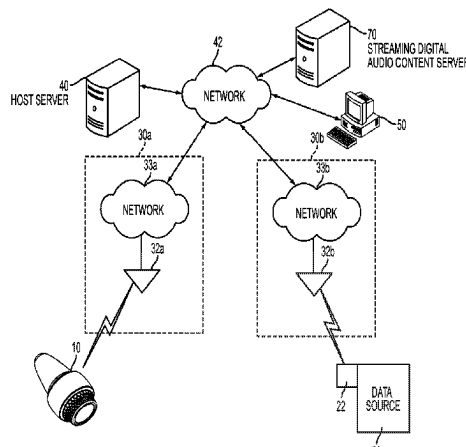 42
70
STREAMING DIGITAL
AUDIO CONTENT SERVER
40
HOST SERVER
NETWORK
50
30a
30b
33a
33b
NETWORK
NETWORK
32a
32b
10
22
DATA
SOURCE